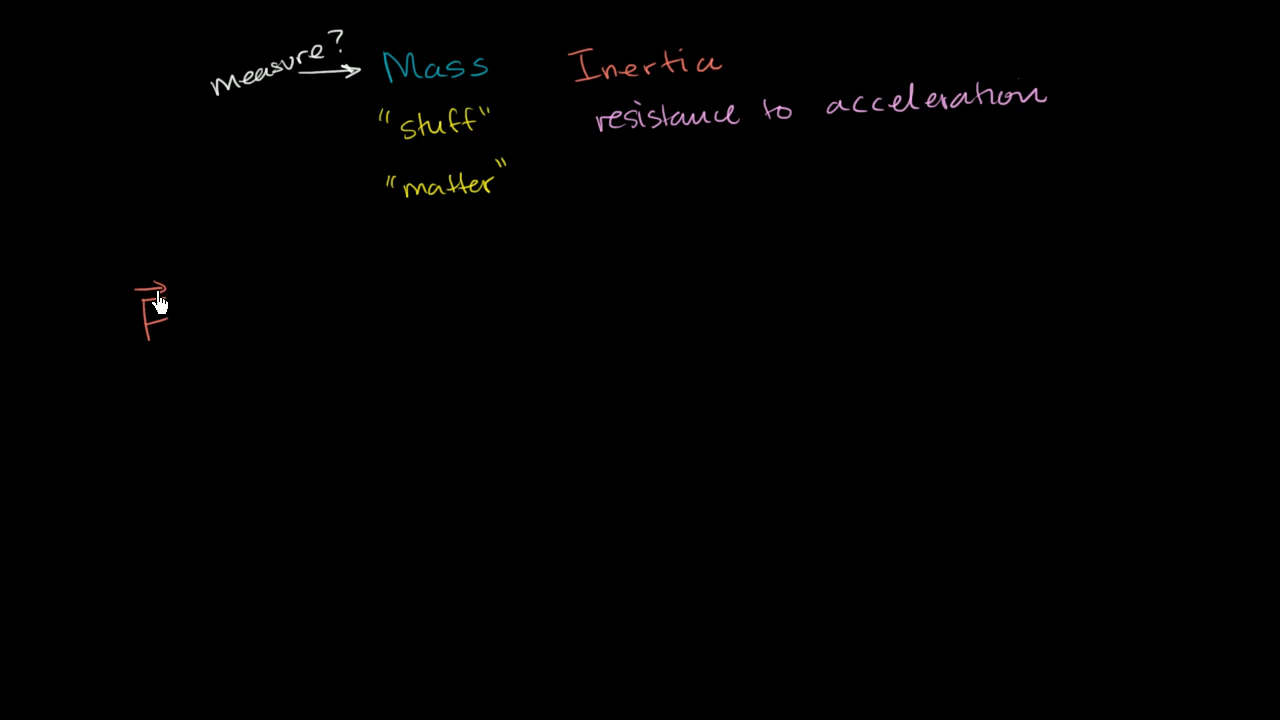 measure? → Mass Inertia
"stuff" resistance to acceleration
"matter"
F⃗